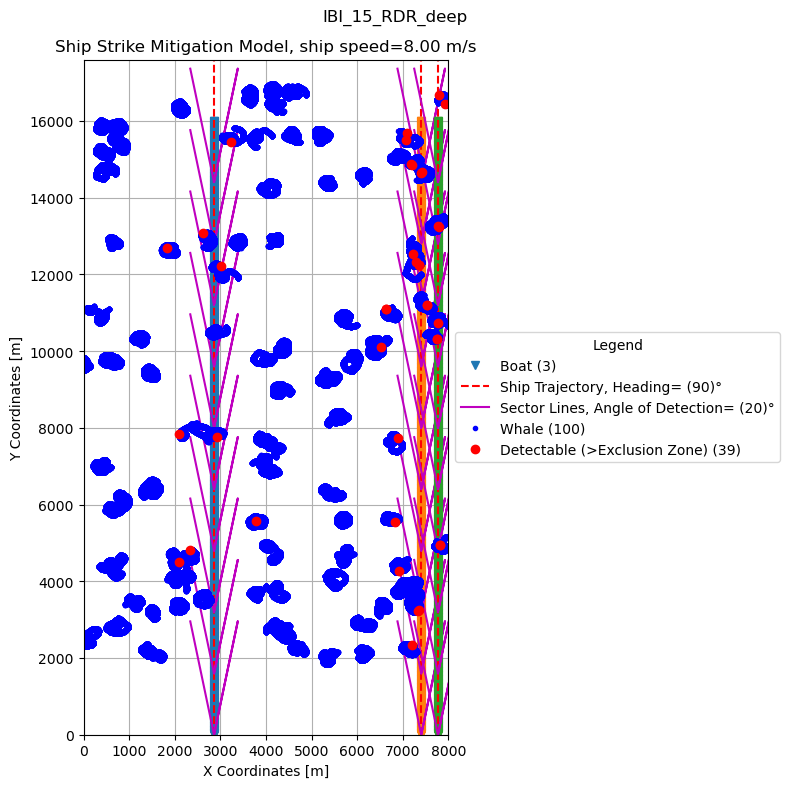 IBI_15_RDR_deep
Ship Strike Mitigation Model, ship speed=8.00 m/s
Y Coordinates [m]
16000
14000
12000
10000
8000
6000
4000
2000
0
0 1000 2000 3000 4000 5000 6000 7000 8000
X Coordinates [m]
Legend
Boat (3)
Ship Trajectory, Heading= (90)°
Sector Lines, Angle of Detection= (20)°
Whale (100)
Detectable (>Exclusion Zone) (39)